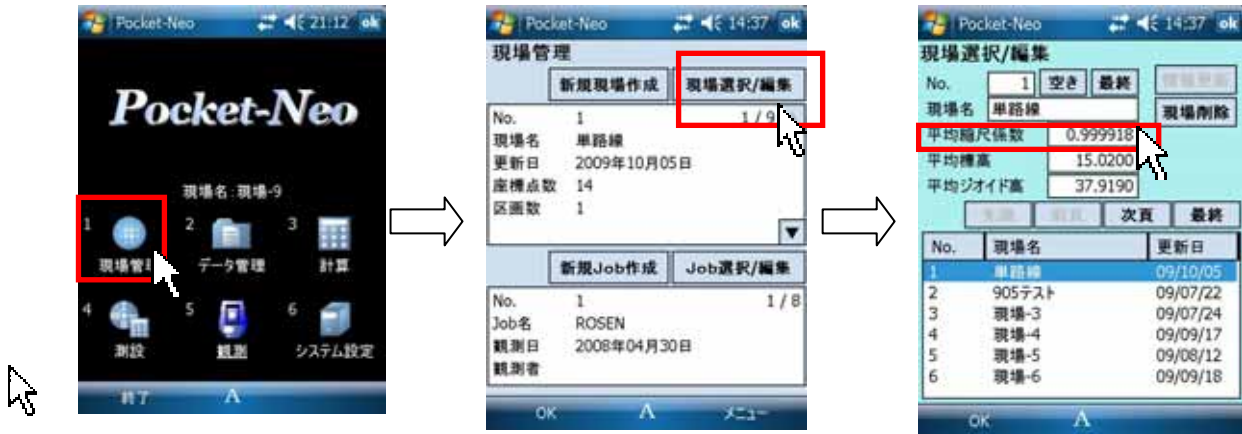 Pocket-Neo 21:12 ok
Pocket-Neo
現場名:現場-9
1 2 3
現場管理 データ管理 計算
4 5 6
測設 観測 システム設定
終了 A
Pocket-Neo 14:37 ok
現場管理
新規現場作成 現場選択/編集
No. 1 1 / 9
現場名 単路線
更新日 2009年10月05日
座標点数 14
区画数 1
新規Job作成 Job選択/編集
No. 1 1 / 8
Job名 ROSEN
観測日 2008年04月30日
観測者
OK A メニュー
Pocket-Neo 14:37 ok
現場選択/編集
No. 1 空き 最終 情報更新
現場名 単路線 現場削除
平均縮尺係数 0.999918
平均標高 15.0200
平均ジオイド高 37.9190
先頭 前頁 次頁 最終
No. 現場名 更新日
1 単路線 09/10/05
2 905テスト 09/07/22
3 現場-3 09/07/24
4 現場-4 09/09/17
5 現場-5 09/08/12
6 現場-6 09/09/18
OK A